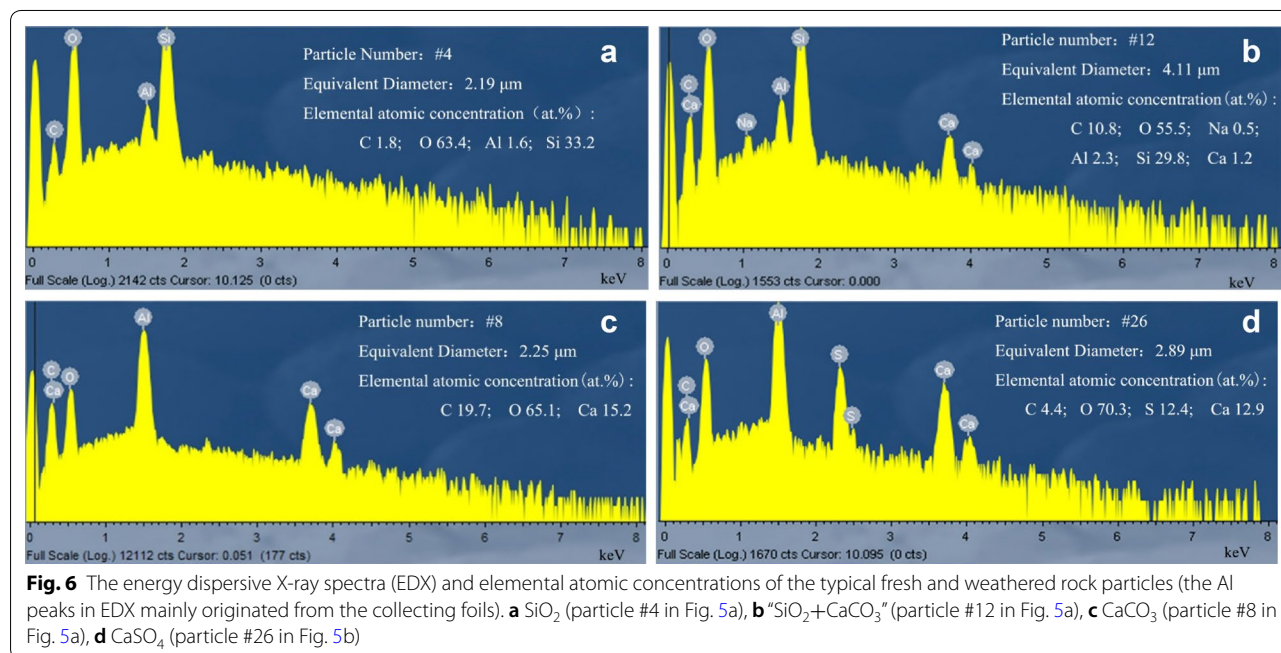 O
Si
Al
C
a
Particle Number: #4
Equivalent Diameter: 2.19 μm
Elemental atomic concentration (at.%) :
C 1.8; O 63.4; Al 1.6; Si 33.2
0 1 2 3 4 5 6 7 8
Full Scale (Log.) 2142 cts Cursor: 10.125 (0 cts) keV
O
Si
C
Ca
Na
Al
Ca
Ca
b
Particle number: #12
Equivalent Diameter: 4.11 μm
Elemental atomic concentration (at.%) :
C 10.8; O 55.5; Na 0.5;
Al 2.3; Si 29.8; Ca 1.2
0 1 2 3 4 5 6 7 8
Full Scale (Log.) 1553 cts Cursor: 0.000 keV
Al
C
Ca
O
Ca
Ca
c
Particle number: #8
Equivalent Diameter: 2.25 μm
Elemental atomic concentration (at.%) :
C 19.7; O 65.1; Ca 15.2
0 1 2 3 4 5 6 7 8
Full Scale (Log.) 12112 cts Cursor: 0.051 (177 cts) keV
Al
O
C
Ca
S
S
Ca
Ca
d
Particle number: #26
Equivalent Diameter: 2.89 μm
Elemental atomic concentration (at.%) :
C 4.4; O 70.3; S 12.4; Ca 12.9
0 1 2 3 4 5 6 7 8
Full Scale (Log.) 1670 cts Cursor: 10.095 (0 cts) keV
Fig. 6 The energy dispersive X-ray spectra (EDX) and elemental atomic concentration of the typical fresh and weathered rock particles (the Al
peaks in EDX mainly originated from the collecting foils). a SiO₂ (particle #4 in Fig. 5a), b “SiO₂+CaCO₃” (particle #12 in Fig. 5a), c CaCO₃ (particle #8 in
Fig. 5a), d CaSO₄ (particle #26 in Fig. 5b)